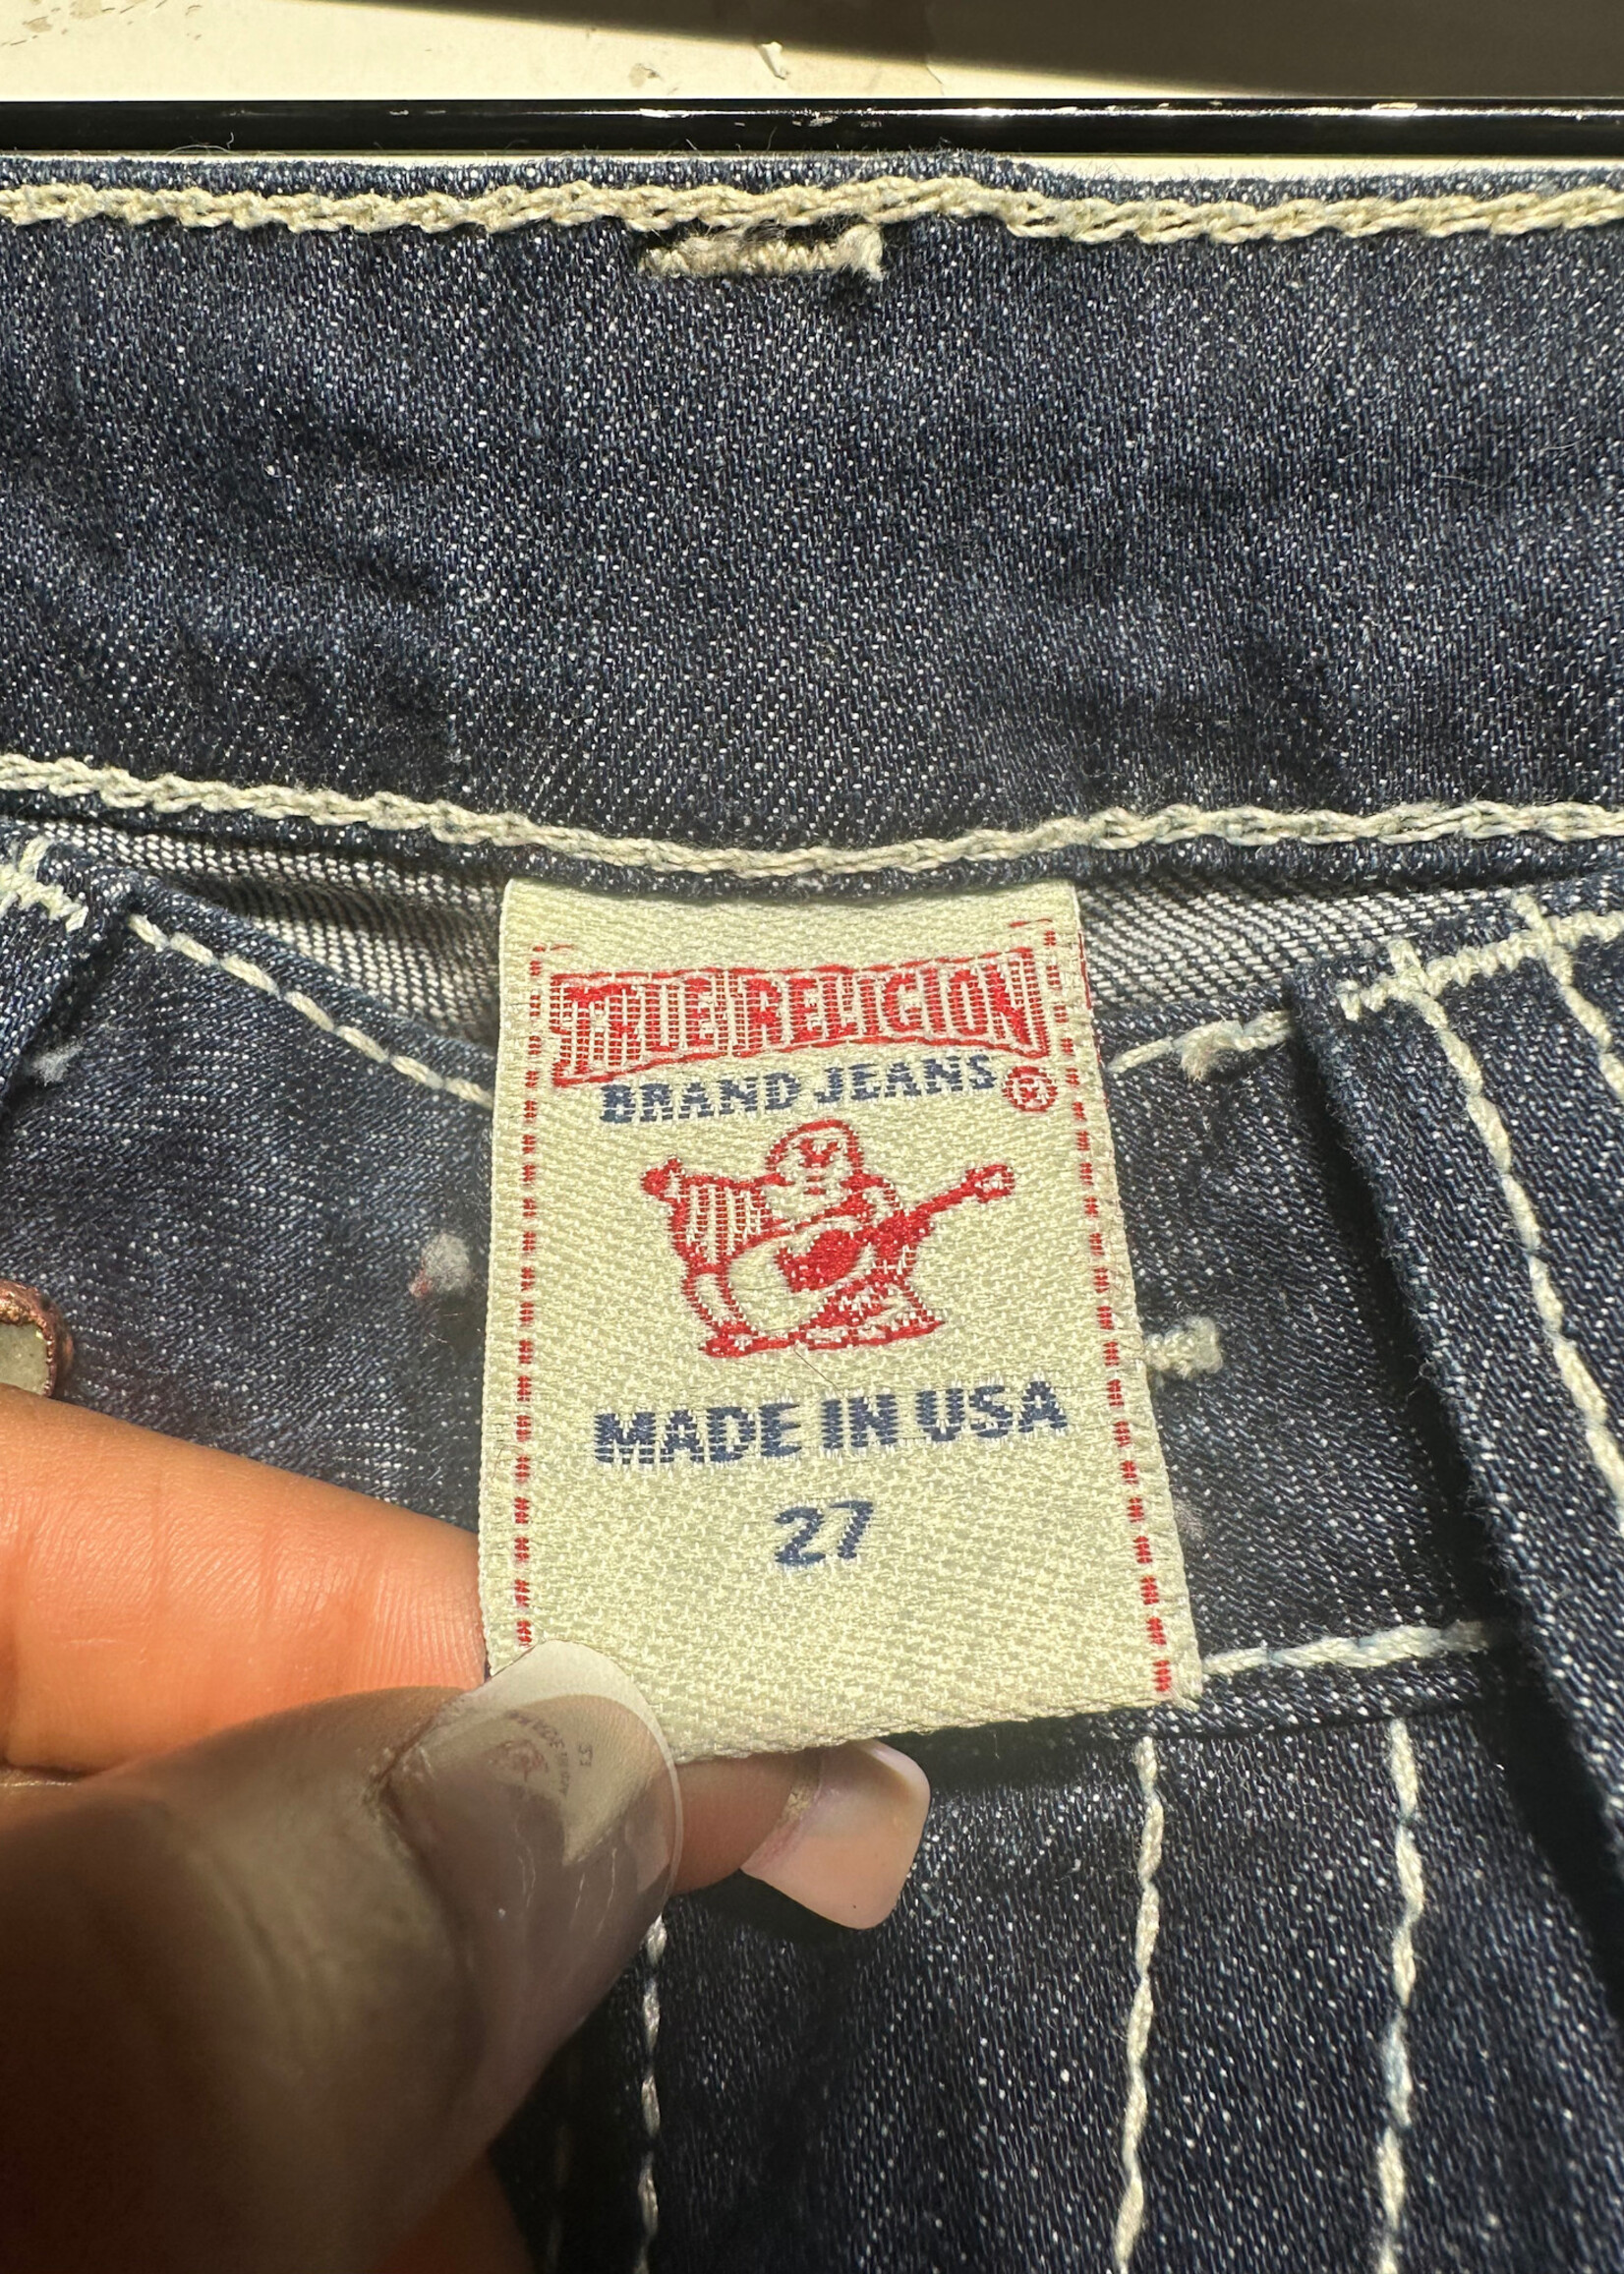 TRUE RELIGION
BRAND JEANS ®
MADE IN USA
27